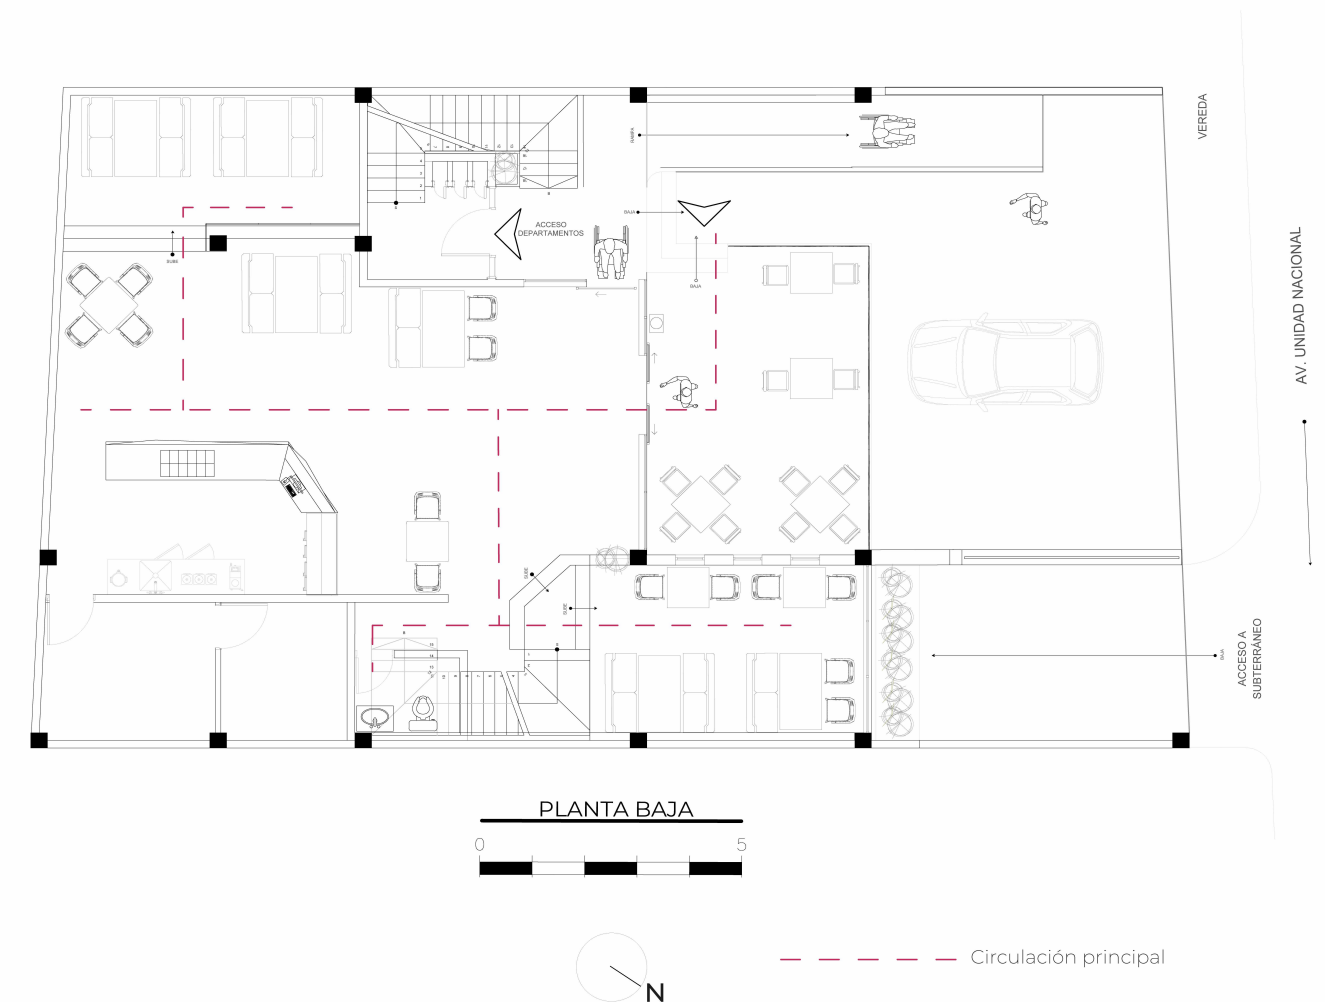 VEREDA
RAMPA
BAJA
ACCESO
DEPARTAMENTOS
SUBE
BAJA
AV. UNIDAD NACIONAL
SUBE
SUBE
BAJA
ACCESO A
SUBTERRÁNEO
PLANTA BAJA
0 5
Circulación principal
N